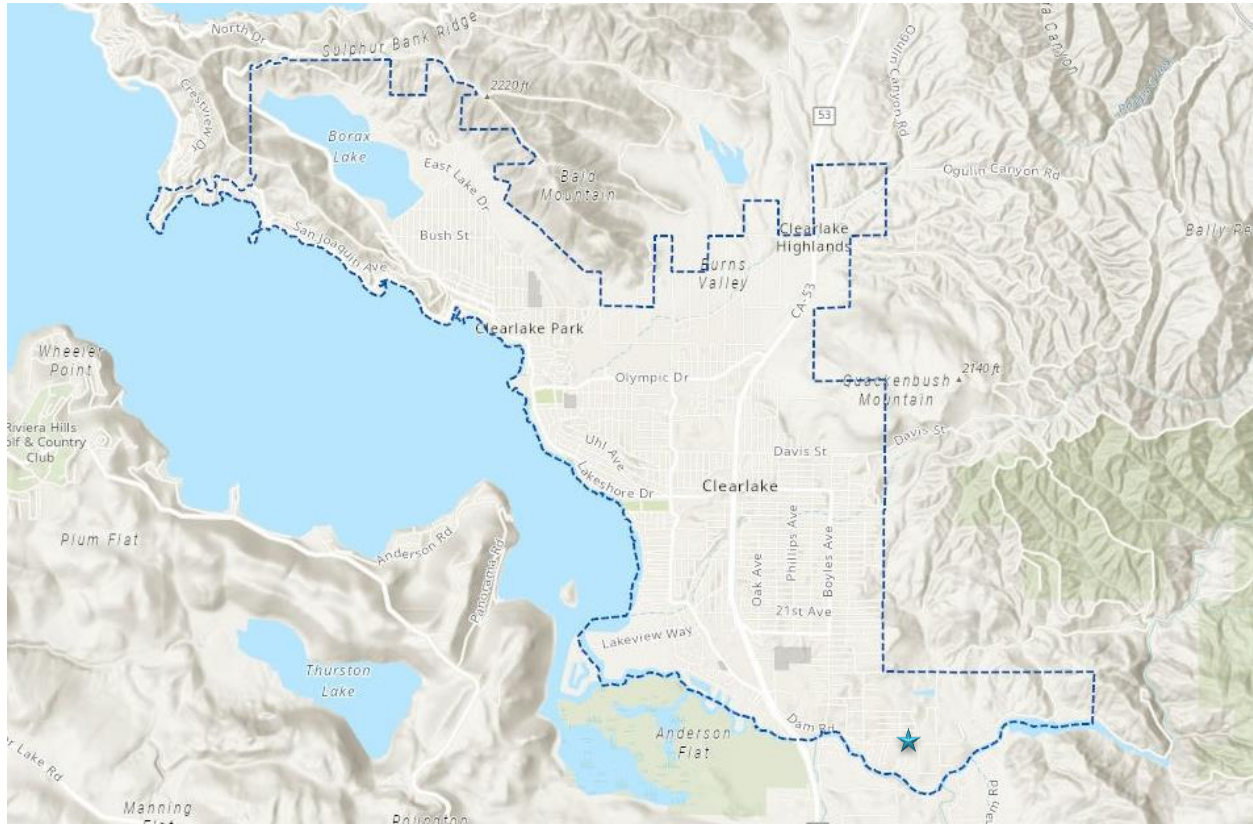 North Dr
Sulphur Bank Ridge
Ogulin Canyon Rd
Canyon
Crestview Dr
2220 ft
53
Borax
Lake
East Lake Dr
Bald
Mountain
Ogulin Canyon Rd
Bush St
San Joaquin Ave
Clearlake
Highlands
Bally
Burns
Valley
CA-53
Clearlake Park
Wheeler
Point
Olympic Dr
2140 ft
Quackenbush
Mountain
Riviera Hills
Golf & Country
Club
Uhl Ave
Davis St
Davis St
Lakeshore Dr
Clearlake
Plum Flat
Anderson Rd
Panorama Rd
Oak Ave
Phillips Ave
Boyles Ave
21st Ave
Lakeview Way
Thurston
Lake
Dam Rd
Anderson
Flat
Lake Rd
Manning